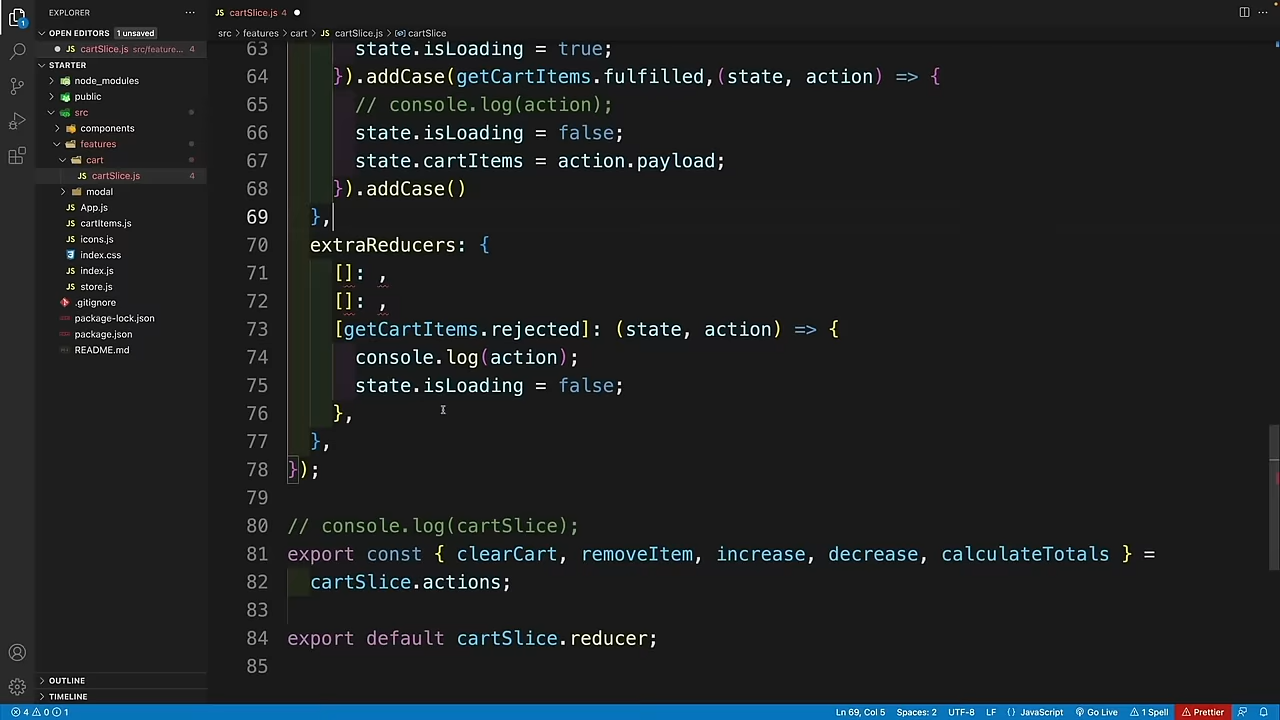 EXPLORER
OPEN EDITORS 1 unsaved
cartSlice.js src/feature... 4
STARTER
node_modules
public
src
components
features
cart
cartSlice.js 4
modal
App.js
cartItems.js
icons.js
index.css
index.js
store.js
.gitignore
package-lock.json
package.json
README.md
OUTLINE
TIMELINE
JS cartSlice.js 4
src > features > cart > JS cartSlice.js > cartSlice
63 state.isLoading = true;
64 }).addCase(getCartItems.fulfilled,(state, action) => {
65 // console.log(action);
66 state.isLoading = false;
67 state.cartItems = action.payload;
68 }).addCase()
69 },
70 extraReducers: {
71 []: ,
72 []: ,
73 [getCartItems.rejected]: (state, action) => {
74 console.log(action);
75 state.isLoading = false;
76 },
77 },
78 });
79
80 // console.log(cartSlice);
81 export const { clearCart, removeItem, increase, decrease, calculateTotals } =
82 cartSlice.actions;
83
84 export default cartSlice.reducer;
85
4 0 1 Ln 69, Col 5 Spaces: 2 UTF-8 LF JavaScript Go Live 1 Spell Prettier